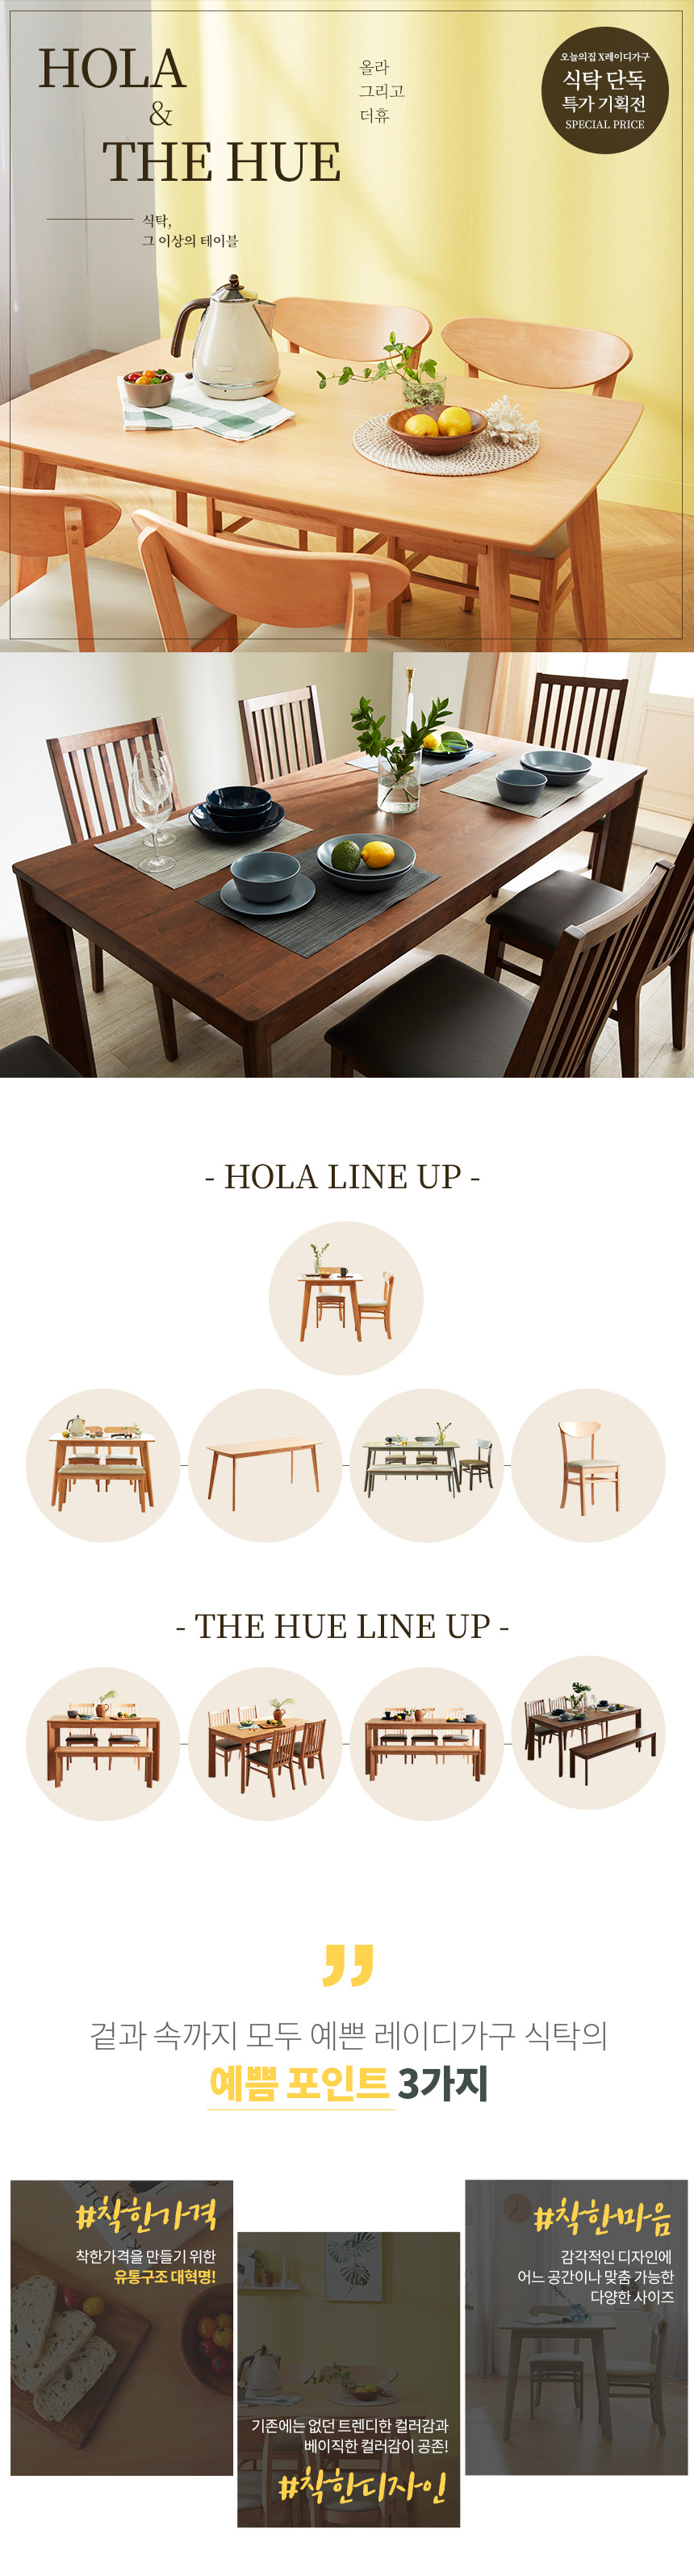 HOLA
&
THE HUE
올라
그리고
더휴
오늘의집 X레이디가구
식탁 단독
특가 기획전
SPECIAL PRICE
식탁,
그 이상의 테이블
- HOLA LINE UP -
- THE HUE LINE UP -
겉과 속까지 모두 예쁜 레이디가구 식탁의
예쁨 포인트 3가지
#착한가격
착한가격을 만들기 위한
유통구조 대혁명!
기존에는 없던 트렌디한 컬러감과
베이직한 컬러감이 공존!
#착한디자인
#착한마음
감각적인 디자인에
어느 공간이나 맞춤 가능한
다양한 사이즈